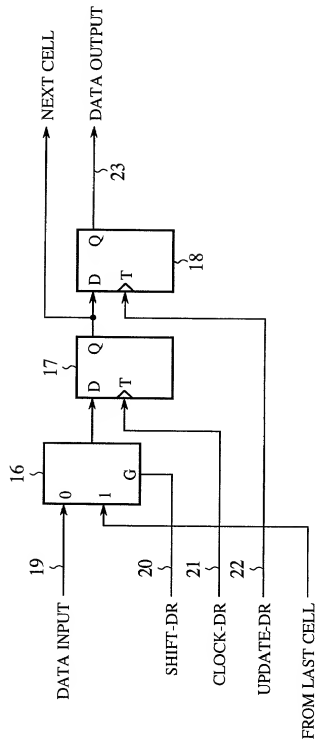 NEXT CELL
DATA OUTPUT
23
D Q
T
18
17
D Q
T
16
0
1
G
19
DATA INPUT
20
SHIFT-DR
21
CLOCK-DR
22
UPDATE-DR
FROM LAST CELL